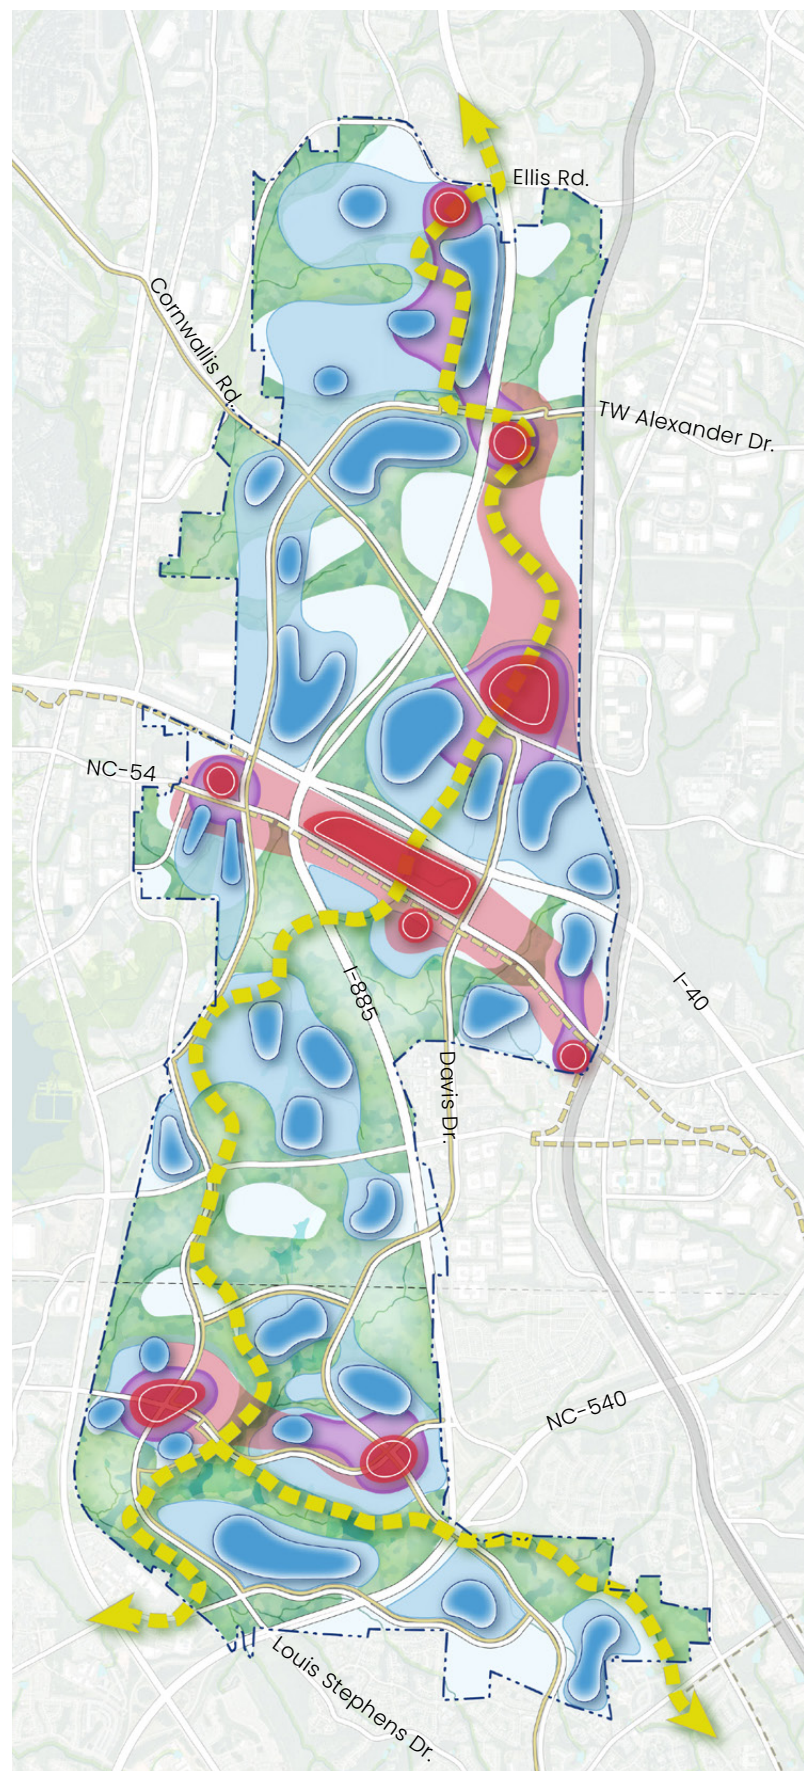 Ellis Rd.
Cornwallis Rd.
TW Alexander Dr.
NC-54
I-885
I-40
Davis Dr.
NC-540
Louis Stephens Dr.